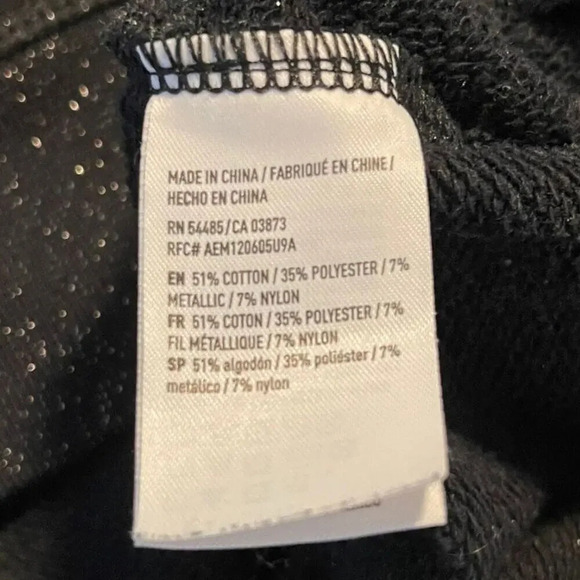 MADE IN CHINA / FABRIQUÉ EN CHINE /
HECHO EN CHINA
RN 54485 / CA 03873
RFC# AEM120605U9A
EN 51% COTTON / 35% POLYESTER / 7%
METALLIC / 7% NYLON
FR 51% COTON / 35% POLYESTER / 7%
FIL MÉTALLIQUE / 7% NYLON
SP 51% algodón / 35% poliéster / 7%
metálico / 7% nylon